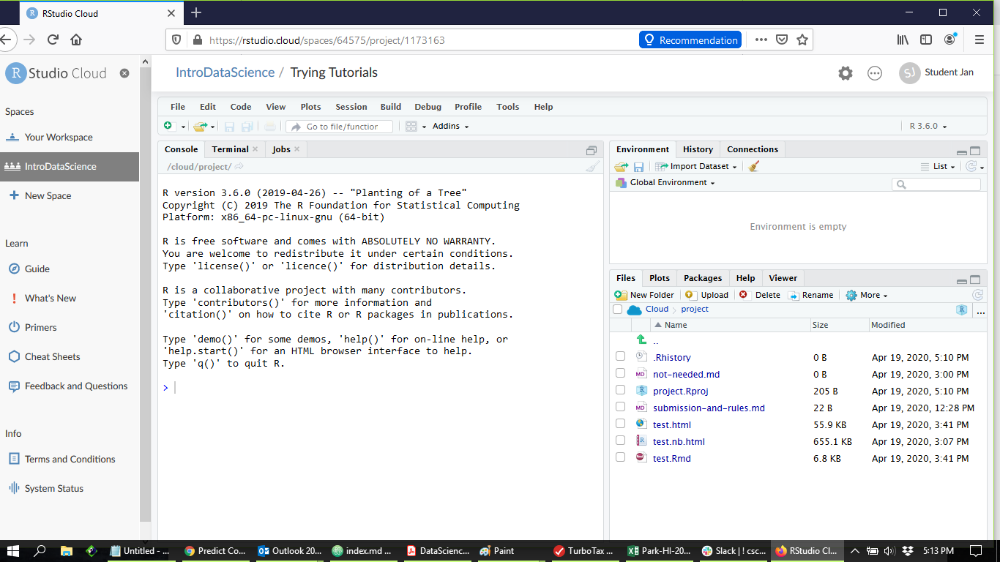 RStudio Cloud
https://rstudio.cloud/spaces/64575/project/1173163
Recommendation
R Studio Cloud
IntroDataScience / Trying Tutorials
SJ Student Jan
Spaces
Your Workspace
IntroDataScience
New Space
Learn
Guide
What's New
Primers
Cheat Sheets
Feedback and Questions
Info
Terms and Conditions
System Status
File Edit Code View Plots Session Build Debug Profile Tools Help
Go to file/functior Addins R 3.6.0
Console Terminal Jobs
/cloud/project/
R version 3.6.0 (2019-04-26) -- "Planting of a Tree"
Copyright (C) 2019 The R Foundation for Statistical Computing
Platform: x86_64-pc-linux-gnu (64-bit)
R is free software and comes with ABSOLUTELY NO WARRANTY.
You are welcome to redistribute it under certain conditions.
Type 'license()' or 'licence()' for distribution details.
R is a collaborative project with many contributors.
Type 'contributors()' for more information and
'citation()' on how to cite R or R packages in publications.
Type 'demo()' for some demos, 'help()' for on-line help, or
'help.start()' for an HTML browser interface to help.
Type 'q()' to quit R.
>
Environment History Connections
Import Dataset List
Global Environment
Environment is empty
Files Plots Packages Help Viewer
New Folder Upload Delete Rename More
Cloud project ...
Name Size Modified
..
.Rhistory 0 B Apr 19, 2020, 5:10 PM
not-needed.md 0 B Apr 19, 2020, 3:00 PM
project.Rproj 205 B Apr 19, 2020, 5:10 PM
submission-and-rules.md 22 B Apr 19, 2020, 12:28 PM
test.html 55.9 KB Apr 19, 2020, 3:41 PM
test.nb.html 655.1 KB Apr 19, 2020, 3:07 PM
test.Rmd 6.8 KB Apr 19, 2020, 3:41 PM
Untitled - ... Predict Co... Outlook 20... index.md ... DataScienc... Paint TurboTax ... Park-HI-20... Slack | ! csc... RStudio Cl... 5:13 PM